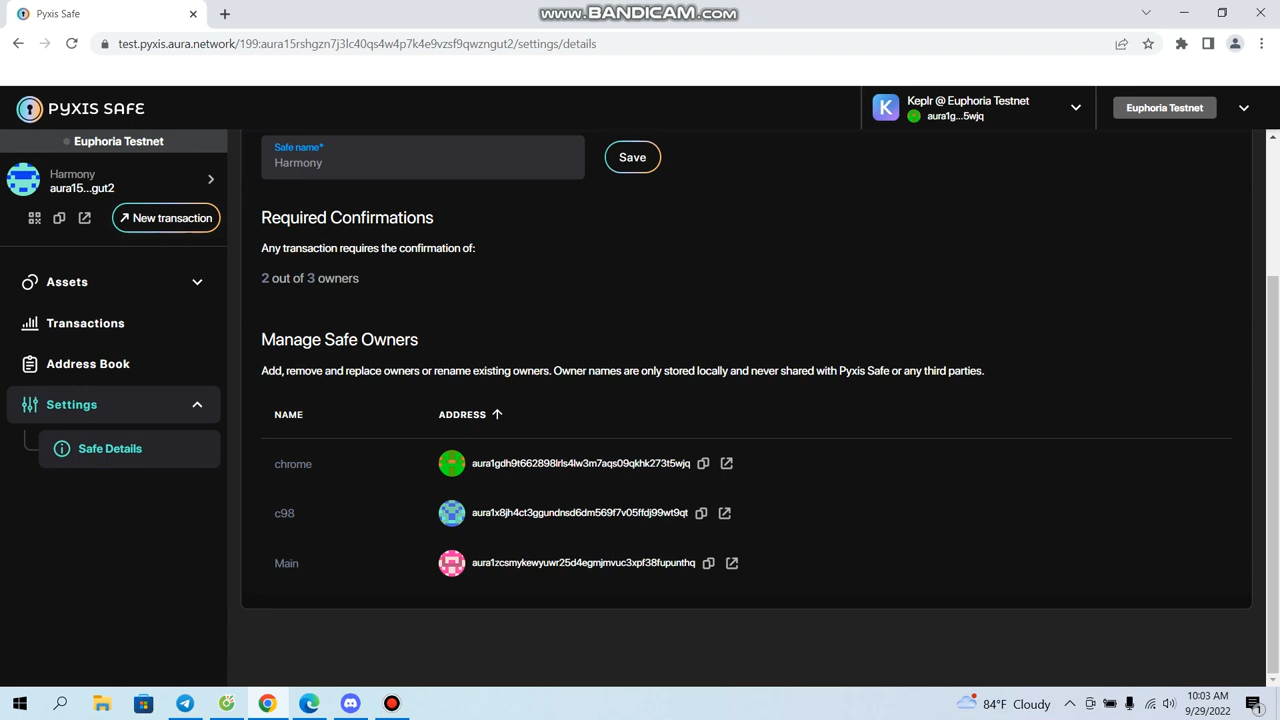 Pyxis Safe
www.BANDICAM.com
test.pyxis.aura.network/199:aura15rshgzn7j3lc40qs4w4p7k4e9vzsf9qwzngut2/settings/details
PYXIS SAFE
K
Keplr @ Euphoria Testnet
aura1g...5wjq
Euphoria Testnet
Euphoria Testnet
Harmony
aura15...gut2
New transaction
Assets
Transactions
Address Book
Settings
Safe Details
Safe name*
Harmony
Save
Required Confirmations
Any transaction requires the confirmation of:
2 out of 3 owners
Manage Safe Owners
Add, remove and replace owners or rename existing owners. Owner names are only stored locally and never shared with Pyxis Safe or any third parties.
NAME ADDRESS
chrome aura1gdh9t662898lrls4lw3m7aqs09qkhk273t5wjq
c98 aura1x8jh4ct3ggundnsd6dm569f7v05ffdj99wt9qt
Main aura1zcsmykewyuwr25d4egmjmvuc3xpf38fupunthq
84°F Cloudy
10:03 AM
9/29/2022
1